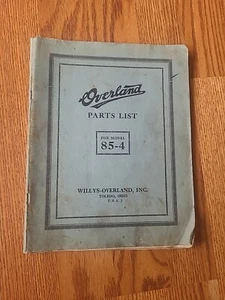 Overland
PARTS LIST
FOR MODEL
85-4
WILLYS-OVERLAND, INC.
TOLEDO, OHIO
U.S.A.